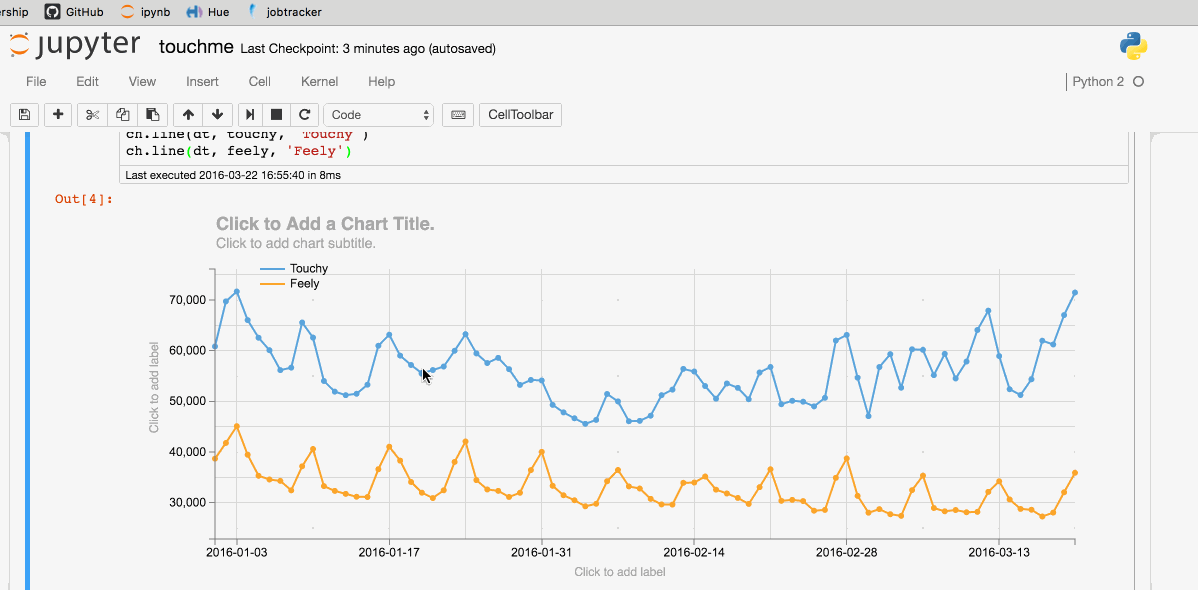 ership GitHub ipynb Hue jobtracker
jupyter touchme Last Checkpoint: 3 minutes ago (autosaved)
File Edit View Insert Cell Kernel Help Python 2
Code CellToolbar
ch.line(dt, touchy, 'Touchy')
ch.line(dt, feely, 'Feely')
Last executed 2016-03-22 16:55:40 in 8ms
Out[4]:
Click to Add a Chart Title.
Click to add chart subtitle.
Touchy
Feely
70,000
60,000
50,000
40,000
30,000
Click to add label
2016-01-03 2016-01-17 2016-01-31 2016-02-14 2016-02-28 2016-03-13
Click to add label